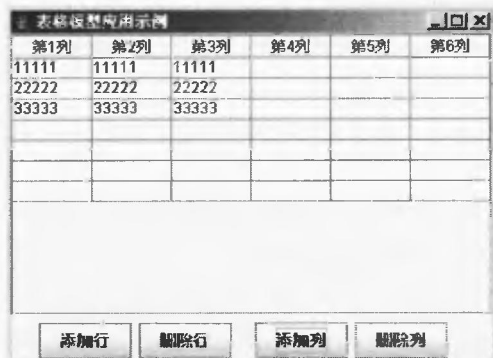 表格模型应用示例
第1列 第2列 第3列 第4列 第5列 第6列
11111 11111 11111
22222 22222 22222
33333 33333 33333
添加行 删除行 添加列 删除列